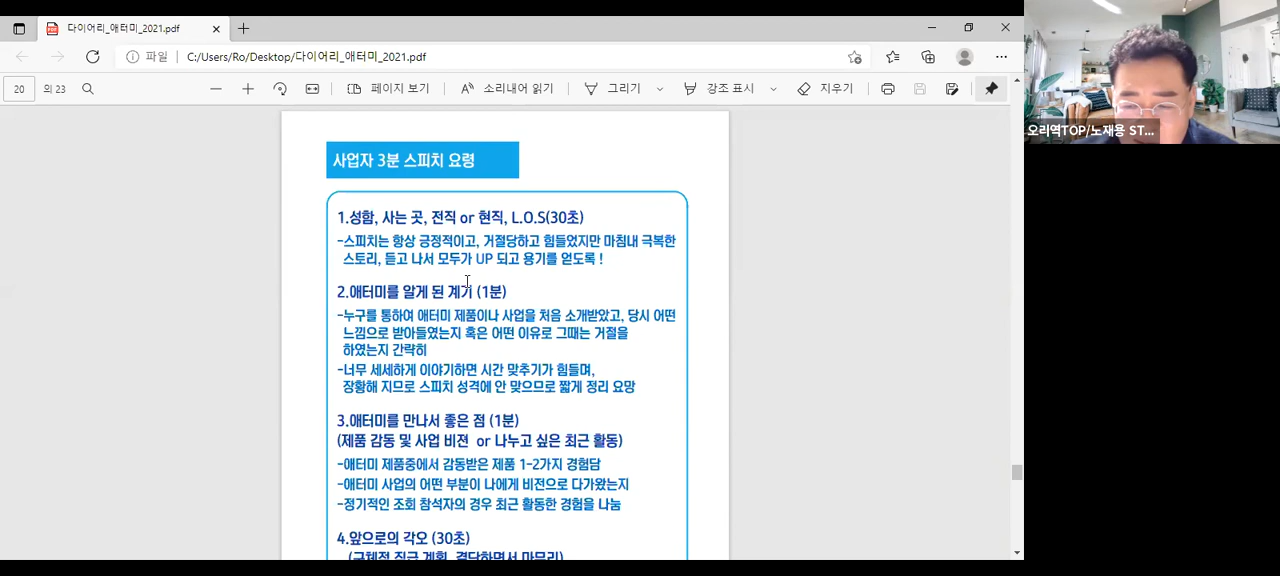 다이어리_애터미_2021.pdf
파일 C:/Users/Ro/Desktop/다이어리_애터미_2021.pdf
20 의 23 페이지 보기 소리내어 읽기 그리기 강조 표시 지우기
오리역TOP/노재용 ST...
사업자 3분 스피치 요령
1.성함, 사는 곳, 전직 or 현직, L.O.S(30초)
-스피치는 항상 긍정적이고, 거절당하고 힘들었지만 마침내 극복한
스토리, 듣고 나서 모두가 UP 되고 용기를 얻도록 !
2.애터미를 알게 된 계기 (1분)
-누구를 통하여 애터미 제품이나 사업을 처음 소개받았고, 당시 어떤
느낌으로 받아들였는지 혹은 어떤 이유로 그때는 거절을
하였는지 간략히
-너무 세세하게 이야기하면 시간 맞추기가 힘들며,
장황해 지므로 스피치 성격에 안 맞으므로 짧게 정리 요망
3.애터미를 만나서 좋은 점 (1분)
(제품 감동 및 사업 비젼 or 나누고 싶은 최근 활동)
-애터미 제품중에서 감동받은 제품 1-2가지 경험담
-애터미 사업의 어떤 부분이 나에게 비전으로 다가왔는지
-정기적인 조회 참석자의 경우 최근 활동한 경험을 나눔
4.앞으로의 각오 (30초)
(구체적 직급 계획, 결단하면서 마무리)